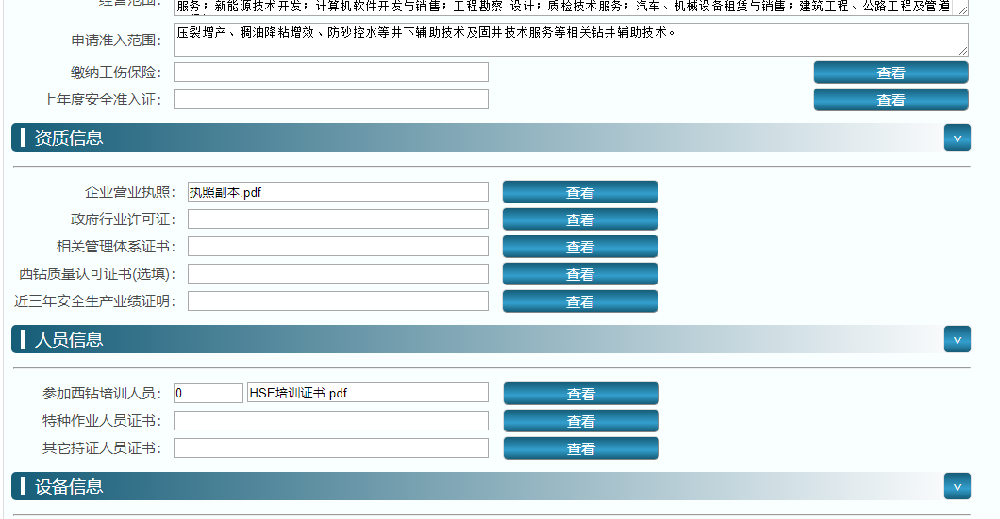 经营范围：
服务；新能源技术开发；计算机软件开发与销售；工程勘察 设计；质检技术服务；汽车、机械设备租赁与销售；建筑工程、公路工程及管道
申请准入范围：
压裂增产、稠油降粘增效、防砂控水等井下辅助技术及固井技术服务等相关钻井辅助技术。
缴纳工伤保险：
查看
上年度安全准入证：
查看
资质信息
v
企业营业执照：
执照副本.pdf
查看
政府行业许可证：
查看
相关管理体系证书：
查看
西钻质量认可证书(选填)：
查看
近三年安全生产业绩证明：
查看
人员信息
v
参加西钻培训人员：
0
HSE培训证书.pdf
查看
特种作业人员证书：
查看
其它持证人员证书：
查看
设备信息
v